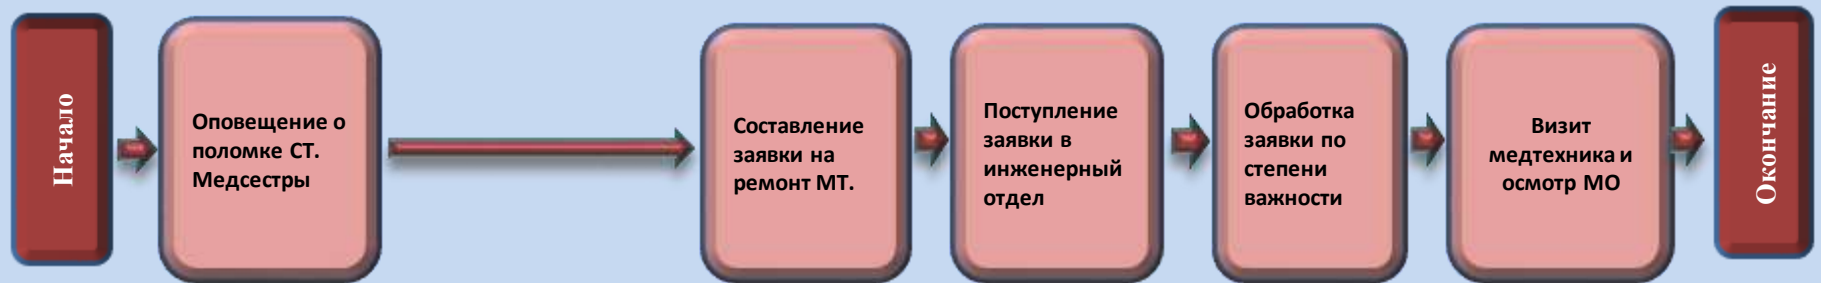 Начало
Оповещение о
поломке СТ.
Медсестры
Составление
заявки на
ремонт МТ.
Поступление
заявки в
инженерный
отдел
Обработка
заявки по
степени
важности
Визит
медтехника и
осмотр МО
Окончание